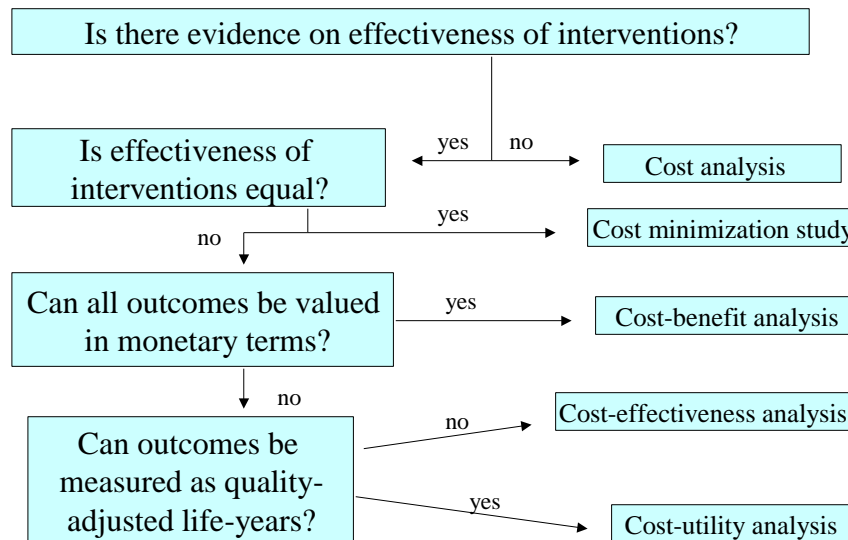 Is there evidence on effectiveness of interventions?
yes
no
Is effectiveness of
interventions equal?
Cost analysis
yes
no
Cost minimization study
Can all outcomes be valued
in monetary terms?
yes
Cost-benefit analysis
no
Can outcomes be
measured as quality-
adjusted life-years?
no
Cost-effectiveness analysis
yes
Cost-utility analysis